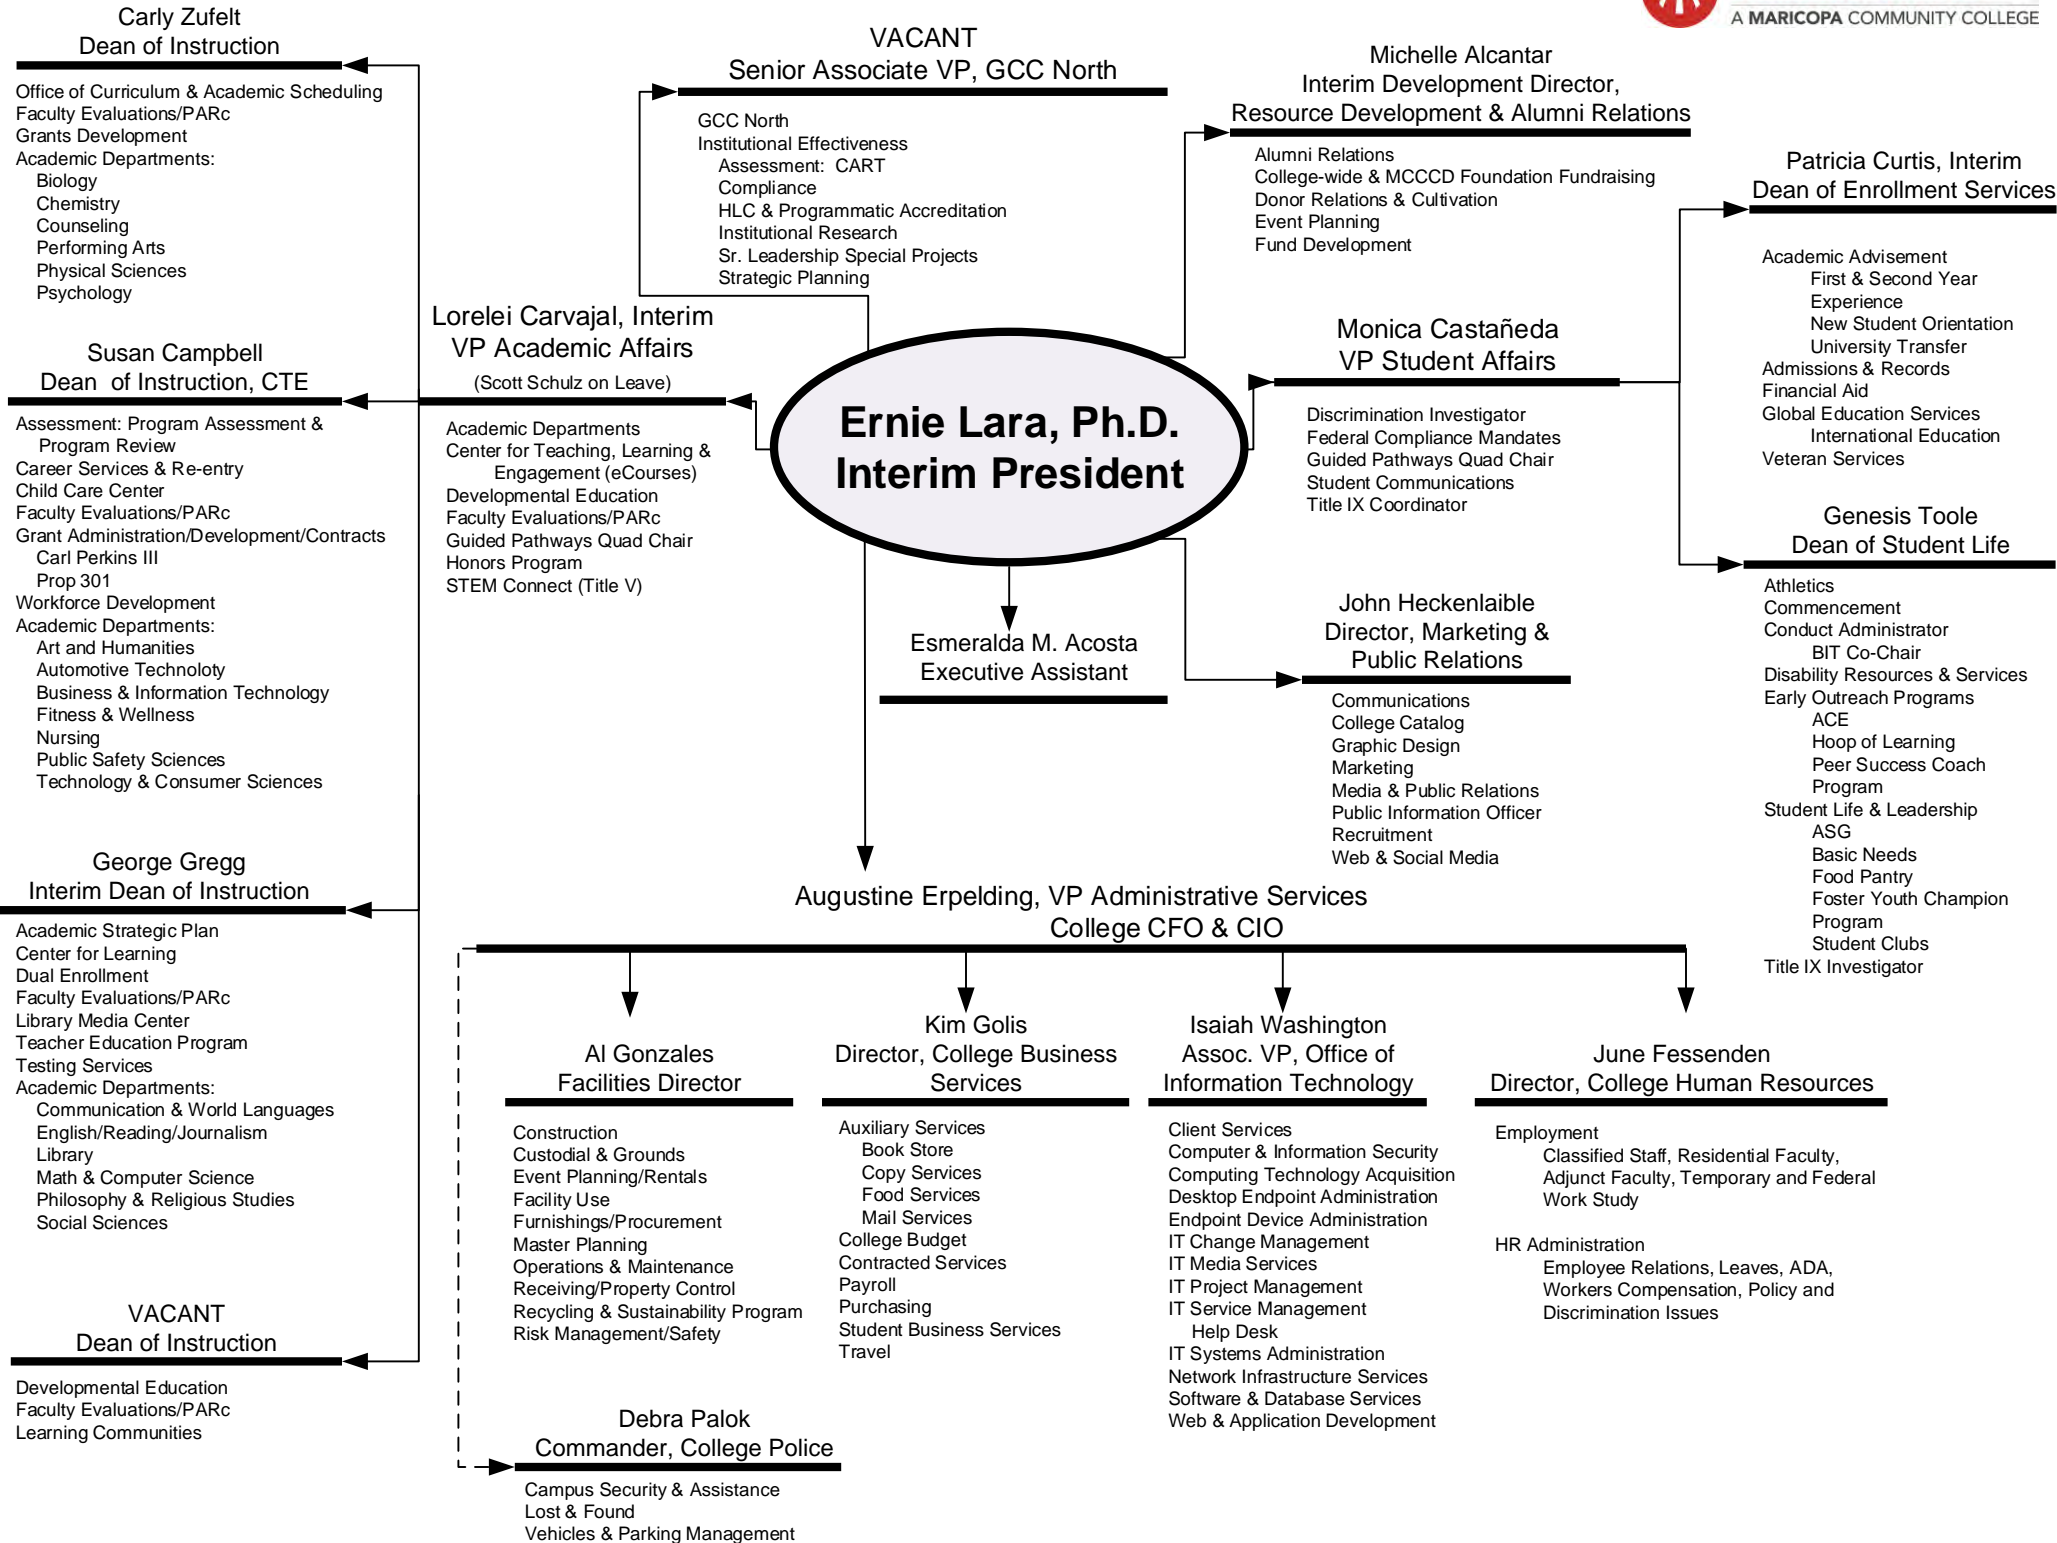 A MARICOPA COMMUNITY COLLEGE
Carly Zufelt
Dean of Instruction
Office of Curriculum & Academic Scheduling
Faculty Evaluations/PARc
Grants Development
Academic Departments:
Biology
Chemistry
Counseling
Performing Arts
Physical Sciences
Psychology
VACANT
Senior Associate VP, GCC North
GCC North
Institutional Effectiveness
Assessment: CART
Compliance
HLC & Programmatic Accreditation
Institutional Research
Sr. Leadership Special Projects
Strategic Planning
Michelle Alcantar
Interim Development Director,
Resource Development & Alumni Relations
Alumni Relations
College-wide & MCCCD Foundation Fundraising
Donor Relations & Cultivation
Event Planning
Fund Development
Patricia Curtis, Interim
Dean of Enrollment Services
Academic Advisement
First & Second Year
Experience
New Student Orientation
University Transfer
Admissions & Records
Financial Aid
Global Education Services
International Education
Veteran Services
Susan Campbell
Dean of Instruction, CTE
Assessment: Program Assessment &
Program Review
Career Services & Re-entry
Child Care Center
Faculty Evaluations/PARc
Grant Administration/Development/Contracts
Carl Perkins III
Prop 301
Workforce Development
Academic Departments:
Art and Humanities
Automotive Technoloty
Business & Information Technology
Fitness & Wellness
Nursing
Public Safety Sciences
Technology & Consumer Sciences
Lorelei Carvajal, Interim
VP Academic Affairs
(Scott Schulz on Leave)
Academic Departments
Center for Teaching, Learning &
Engagement (eCourses)
Developmental Education
Faculty Evaluations/PARc
Guided Pathways Quad Chair
Honors Program
STEM Connect (Title V)
Ernie Lara, Ph.D.
Interim President
Monica Castañeda
VP Student Affairs
Discrimination Investigator
Federal Compliance Mandates
Guided Pathways Quad Chair
Student Communications
Title IX Coordinator
Genesis Toole
Dean of Student Life
Athletics
Commencement
Conduct Administrator
BIT Co-Chair
Disability Resources & Services
Early Outreach Programs
ACE
Hoop of Learning
Peer Success Coach
Program
Student Life & Leadership
ASG
Basic Needs
Food Pantry
Foster Youth Champion
Program
Student Clubs
Title IX Investigator
Esmeralda M. Acosta
Executive Assistant
John Heckenlaible
Director, Marketing &
Public Relations
Communications
College Catalog
Graphic Design
Marketing
Media & Public Relations
Public Information Officer
Recruitment
Web & Social Media
George Gregg
Interim Dean of Instruction
Academic Strategic Plan
Center for Learning
Dual Enrollment
Faculty Evaluations/PARc
Library Media Center
Teacher Education Program
Testing Services
Academic Departments:
Communication & World Languages
English/Reading/Journalism
Library
Math & Computer Science
Philosophy & Religious Studies
Social Sciences
VACANT
Dean of Instruction
Developmental Education
Faculty Evaluations/PARc
Learning Communities
Augustine Erpelding, VP Administrative Services
College CFO & CIO
Al Gonzales
Facilities Director
Construction
Custodial & Grounds
Event Planning/Rentals
Facility Use
Furnishings/Procurement
Master Planning
Operations & Maintenance
Receiving/Property Control
Recycling & Sustainability Program
Risk Management/Safety
Kim Golis
Director, College Business
Services
Auxiliary Services
Book Store
Copy Services
Food Services
Mail Services
College Budget
Contracted Services
Payroll
Purchasing
Student Business Services
Travel
Isaiah Washington
Assoc. VP, Office of
Information Technology
Client Services
Computer & Information Security
Computing Technology Acquisition
Desktop Endpoint Administration
Endpoint Device Administration
IT Change Management
IT Media Services
IT Project Management
IT Service Management
Help Desk
IT Systems Administration
Network Infrastructure Services
Software & Database Services
Web & Application Development
June Fessenden
Director, College Human Resources
Employment
Classified Staff, Residential Faculty,
Adjunct Faculty, Temporary and Federal
Work Study
HR Administration
Employee Relations, Leaves, ADA,
Workers Compensation, Policy and
Discrimination Issues
Debra Palok
Commander, College Police
Campus Security & Assistance
Lost & Found
Vehicles & Parking Management